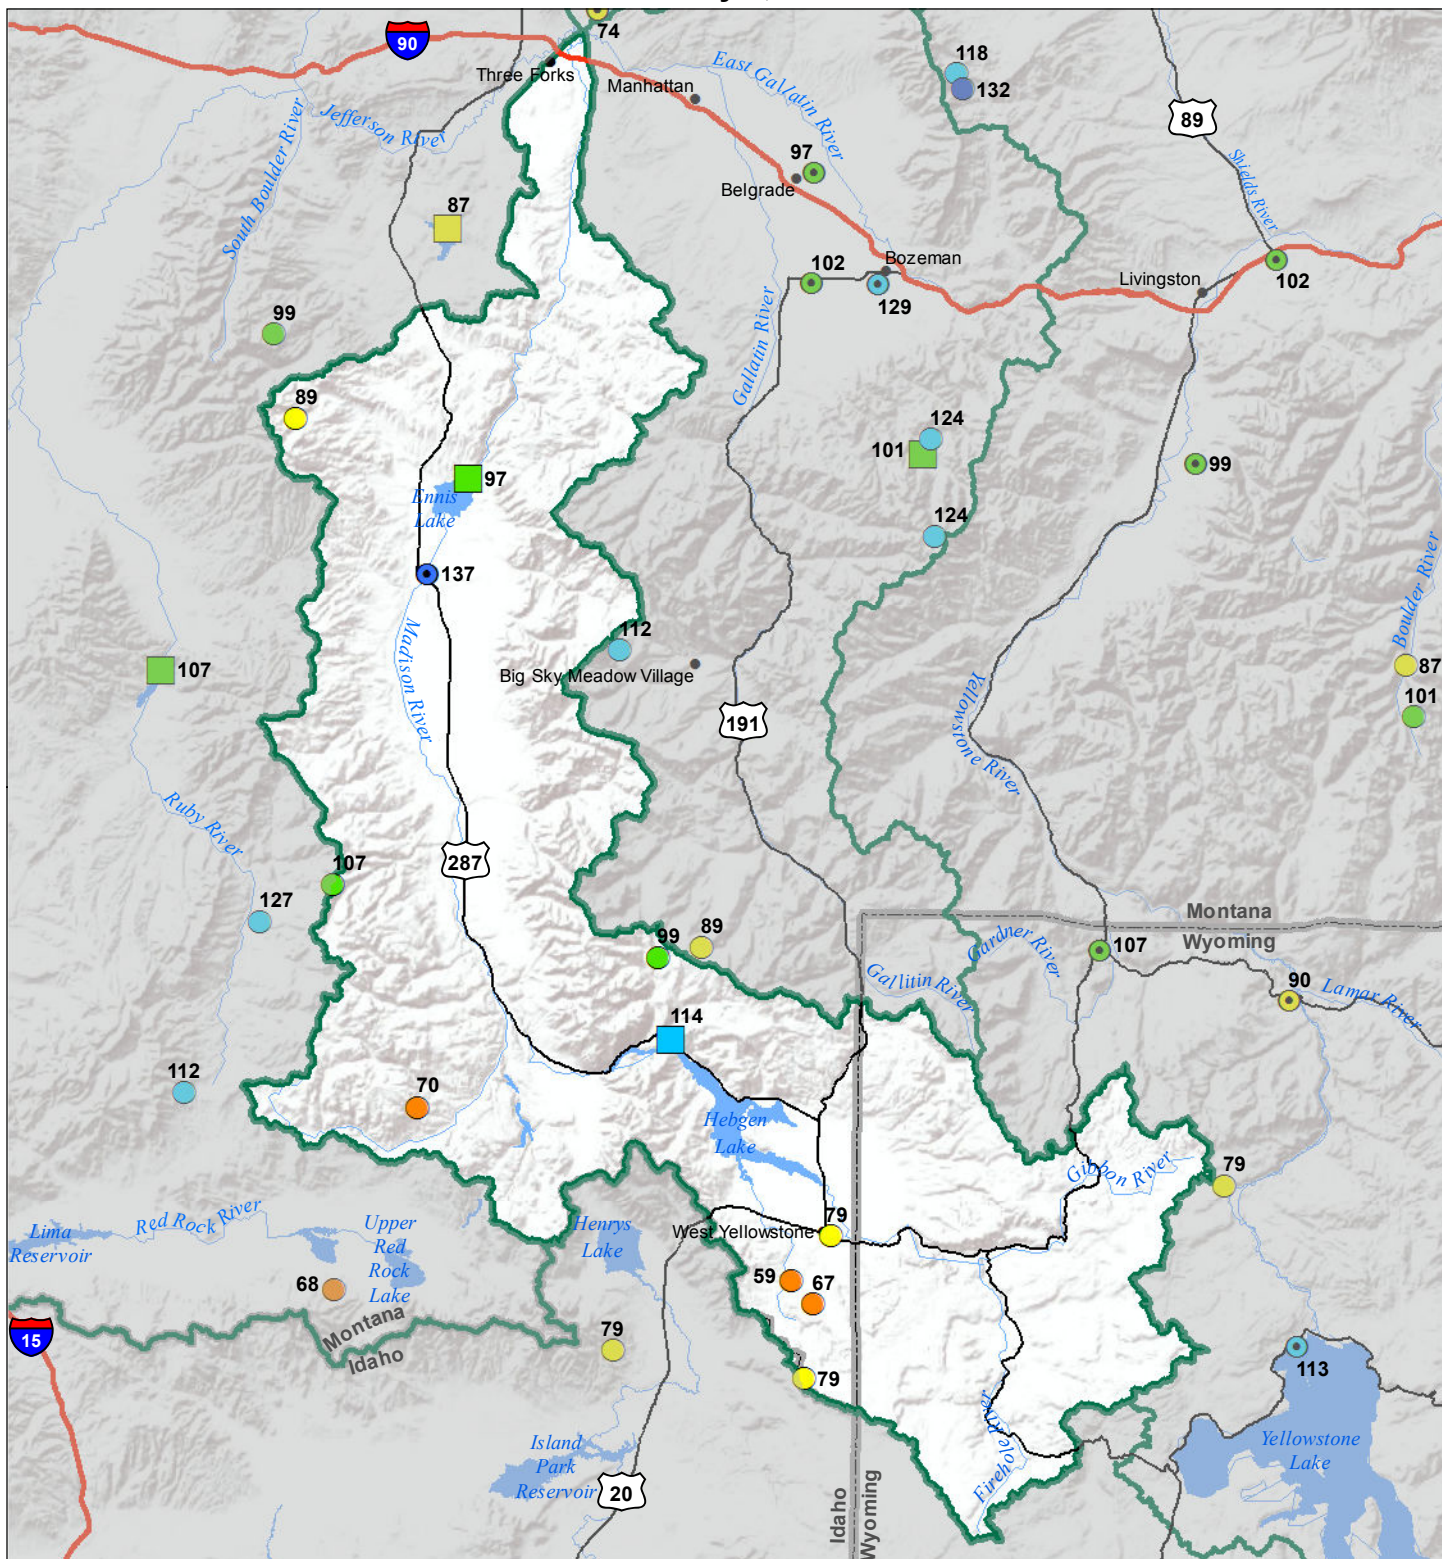 74
90
118
Three Forks
East Gallatin River
Manhattan
132
Jefferson River
89
South Boulder River
97
Shields River
Belgrade
87
Bozeman
102
Livingston
129
102
99
Gallatin River
89
124
101
97
99
Ennis
Lake
124
Boulder River
137
Madison River
112
Big Sky Meadow Village
87
107
101
191
Yellowstone River
Ruby River
287
107
127
Montana
Wyoming
89
99
Gardner River
107
Gallitin River
90
Lamar River
114
112
70
Hebgen
Lake
Gibbon River
79
Red Rock River
Upper
Red
Rock
Lake
Lima
Reservoir
Henrys
Lake
79
West Yellowstone
59
67
68
Montana
Idaho
15
79
79
113
Firehole River
Island
Park
Reservoir
Yellowstone
Lake
20
Idaho
Wyoming